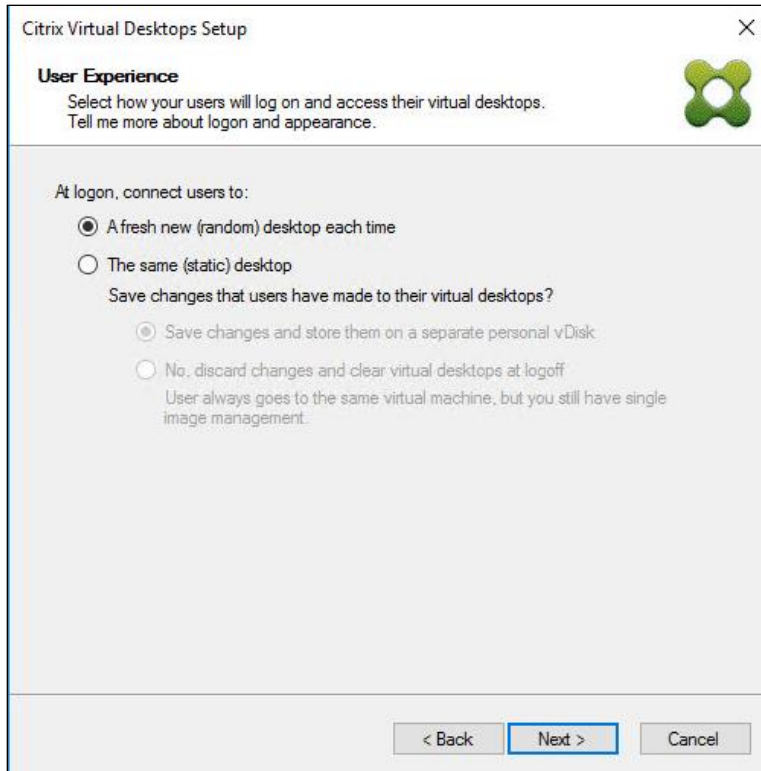 Citrix Virtual Desktops Setup
User Experience
Select how your users will log on and access their virtual desktops.
Tell me more about logon and appearance.
At logon, connect users to:
A fresh new (random) desktop each time
The same (static) desktop
Save changes that users have made to their virtual desktops?
Save changes and store them on a separate personal vDisk
No, discard changes and clear virtual desktops at logoff
User always goes to the same virtual machine, but you still have single
image management.
< Back
Next >
Cancel